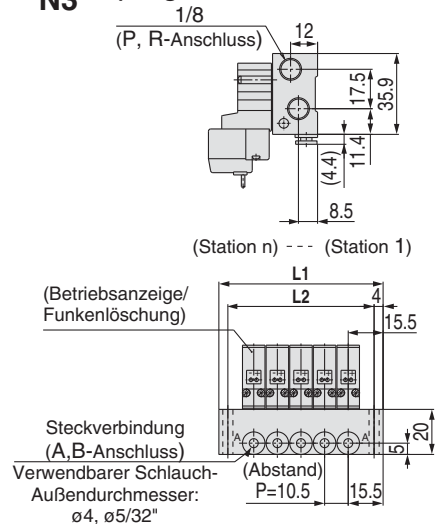 N3
1/8
(P, R-Anschluss)
12
17.5
35.9
11.4
(4.4)
8.5
(Station n) --- (Station 1)
L1
L2
4
15.5
(Betriebsanzeige/
Funkenlöschung)
A
A
20
5
Steckverbindung
(A,B-Anschluss)
Verwendbarer Schlauch-
Außendurchmesser:
ø4, ø5/32"
(Abstand)
P=10.5
15.5